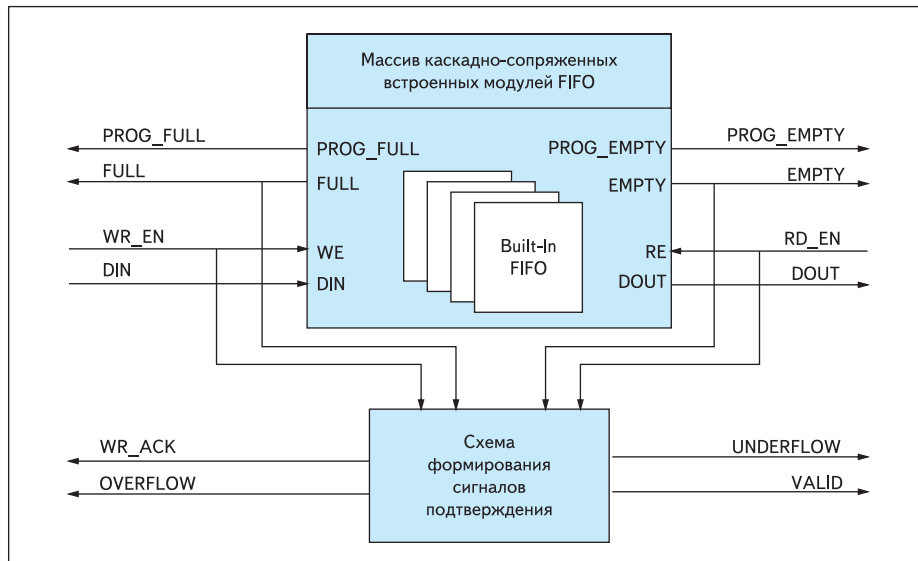 Массив каскадно-сопряженных
встроенных модулей FIFO
PROG_FULL
PROG_FULL
PROG_EMPTY
PROG_EMPTY
FULL
FULL
EMPTY
EMPTY
WR_EN
WE
Built-In
FIFO
RE
RD_EN
DIN
DIN
DOUT
DOUT
Схема
формирования
сигналов
подтверждения
WR_ACK
UNDERFLOW
OVERFLOW
VALID